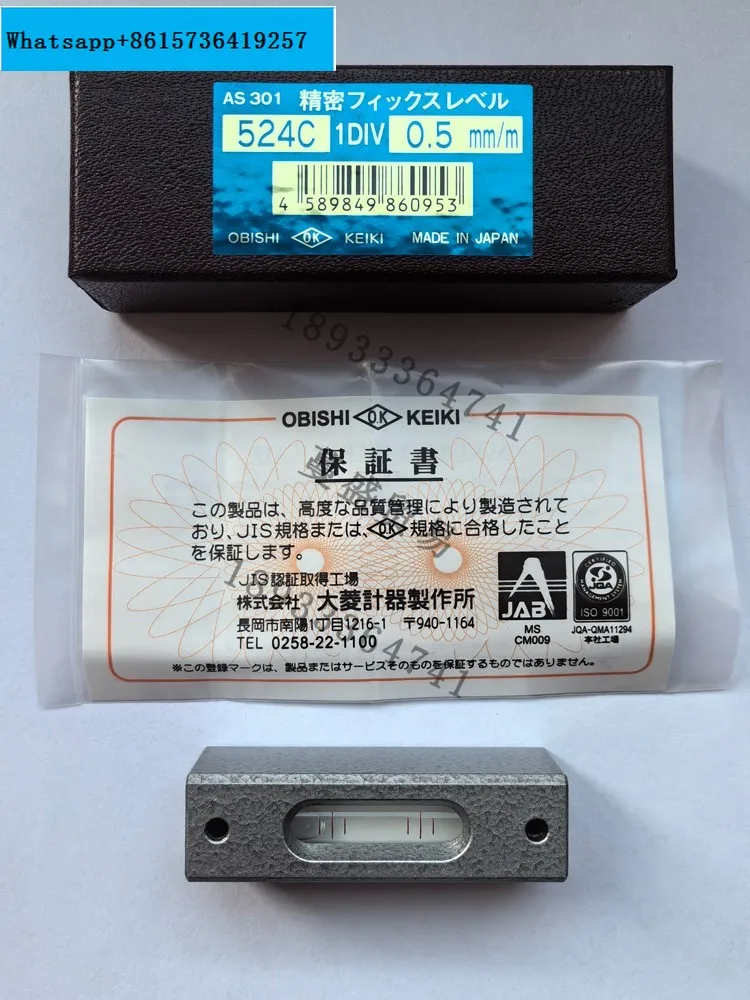 Whatsapp+8615736419257
AS 301 精密フィックスレベル
524C 1DIV 0.5 mm/m
4 589849 860953
OBISHI OK KEIKI MADE IN JAPAN
18933364741
OBISHI O.K KEIKI
保証書
この製品は、高度な品質管理により製造されて
おり、JIS規格または、OK規格に合格したこと
を保証します。
JIS認証取得工場
株式会社 大菱計器製作所
長岡市南陽1丁目1216-1 〒940-1164
TEL 0258-22-1100
JAB
MS
CM009
CERTIFIED
JQA
MANAGEMENT SYSTEM
ISO 9001
JQA-QMA11294
本社工場
※この登録マークは、製品またはサービスそのものを保証するものではありません。
18933364741